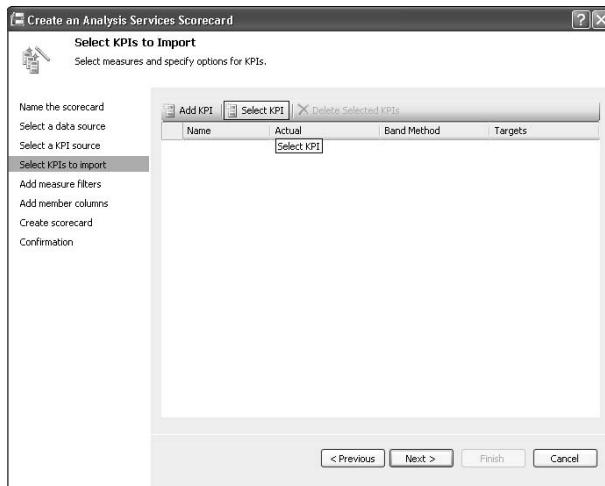 Create an Analysis Services Scorecard
Select KPIs to Import
Select measures and specify options for KPIs.
Name the scorecard
Select a data source
Select a KPI source
Select KPIs to import
Add measure filters
Add member columns
Create scorecard
Confirmation
Add KPI Select KPI Delete Selected KPIs
Name Actual Band Method Targets
Select KPI
< Previous Next > Finish Cancel